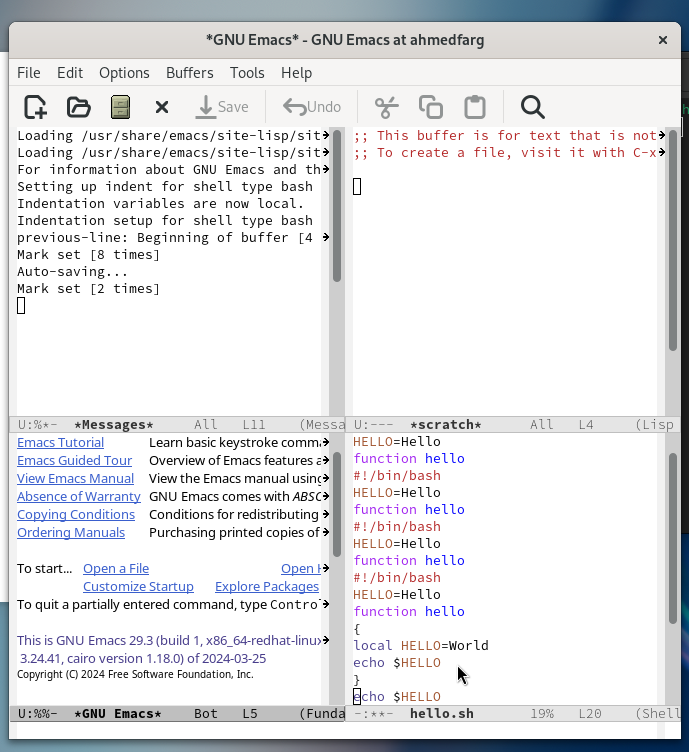 *GNU Emacs* - GNU Emacs at ahmedfarg
File Edit Options Buffers Tools Help
Save Undo
Loading /usr/share/emacs/site-lisp/sit
Loading /usr/share/emacs/site-lisp/sit
For information about GNU Emacs and th
Setting up indent for shell type bash
Indentation variables are now local.
Indentation setup for shell type bash
previous-line: Beginning of buffer [4
Mark set [8 times]
Auto-saving...
Mark set [2 times]
U:%*- *Messages* All L11 (Messa
;; This buffer is for text that is not
;; To create a file, visit it with C-x
U:--- *scratch* All L4 (Lisp
Emacs Tutorial Learn basic keystroke comma
Emacs Guided Tour Overview of Emacs features a
View Emacs Manual View the Emacs manual using
Absence of Warranty GNU Emacs comes with ABSO
Copying Conditions Conditions for redistributing
Ordering Manuals Purchasing printed copies of
To start... Open a File Open H
Customize Startup Explore Packages
To quit a partially entered command, type Control
This is GNU Emacs 29.3 (build 1, x86_64-redhat-linux
3.24.41, cairo version 1.18.0) of 2024-03-25
Copyright (C) 2024 Free Software Foundation, Inc.
U:%%- *GNU Emacs* Bot L5 (Funda
HELLO=Hello
function hello
#!/bin/bash
HELLO=Hello
function hello
#!/bin/bash
HELLO=Hello
function hello
#!/bin/bash
HELLO=Hello
function hello
{
local HELLO=World
echo $HELLO
}
echo $HELLO
-:**- hello.sh 19% L20 (Shell